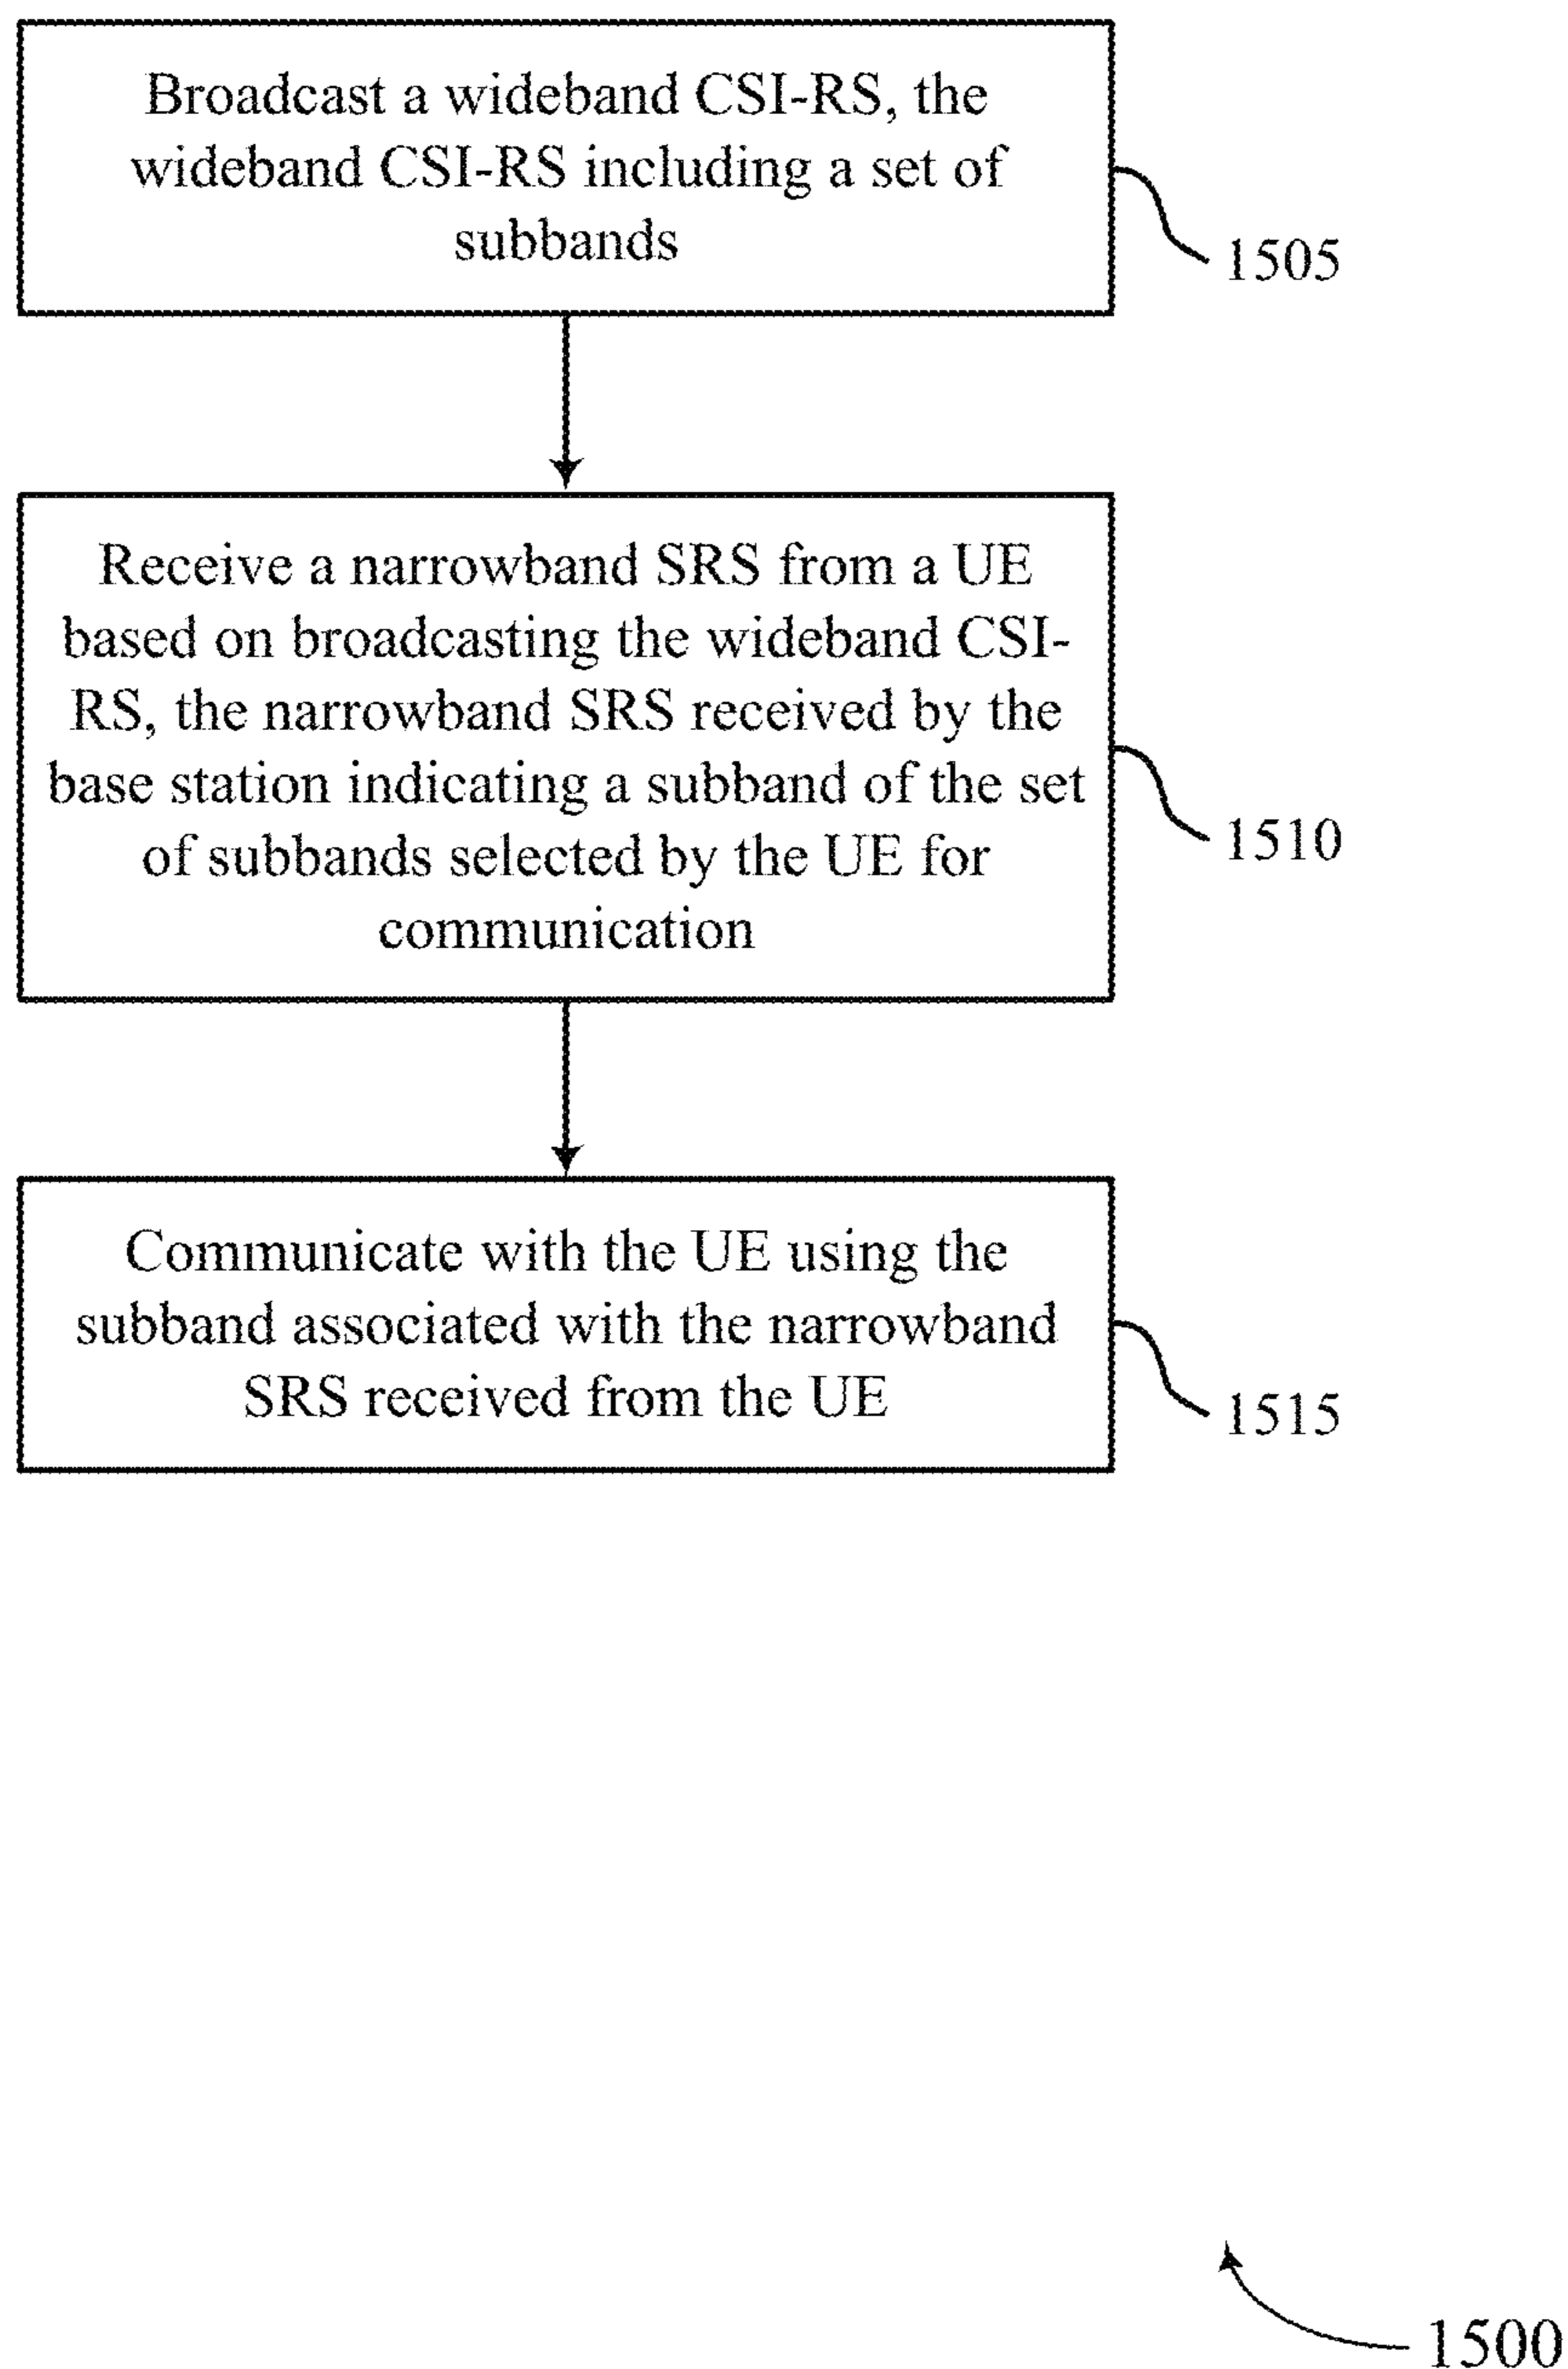 Broadcast a wideband CSI-RS, the
wideband CSI-RS including a set of
subbands
1505
Receive a narrowband SRS from a UE
based on broadcasting the wideband CSI-
RS, the narrowband SRS received by the
base station indicating a subband of the set
of subbands selected by the UE for
communication
1510
Communicate with the UE using the
subband associated with the narrowband
SRS received from the UE
1515
1500